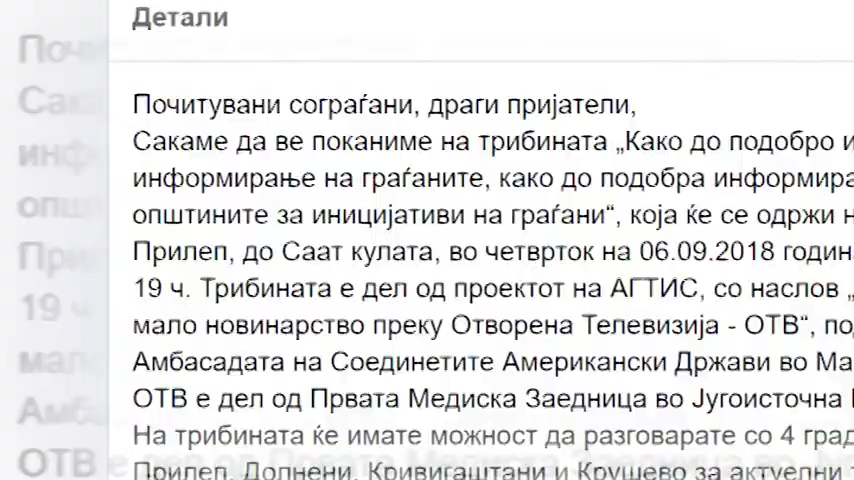 Детали
Почитувани сограѓани, драги пријатели,
Сакаме да ве поканиме на трибината „Како до подобро и
информирање на граѓаните, како до подобра информира
општините за иницијативи на граѓани“, која ќе се одржи н
Прилеп, до Саат кулата, во четврток на 06.09.2018 годин
19 ч. Трибината е дел од проектот на АГТИС, со наслов „
мало новинарство преку Отворена Телевизија - ОТВ“, по
Амбасадата на Соединетите Американски Држави во Ма
ОТВ е дел од Првата Медиска Заедница во Југоисточна
На трибината ќе имате можност да разговарате со 4 град
Прилеп, Долнени, Кривигаштани и Крушево за актуелни т